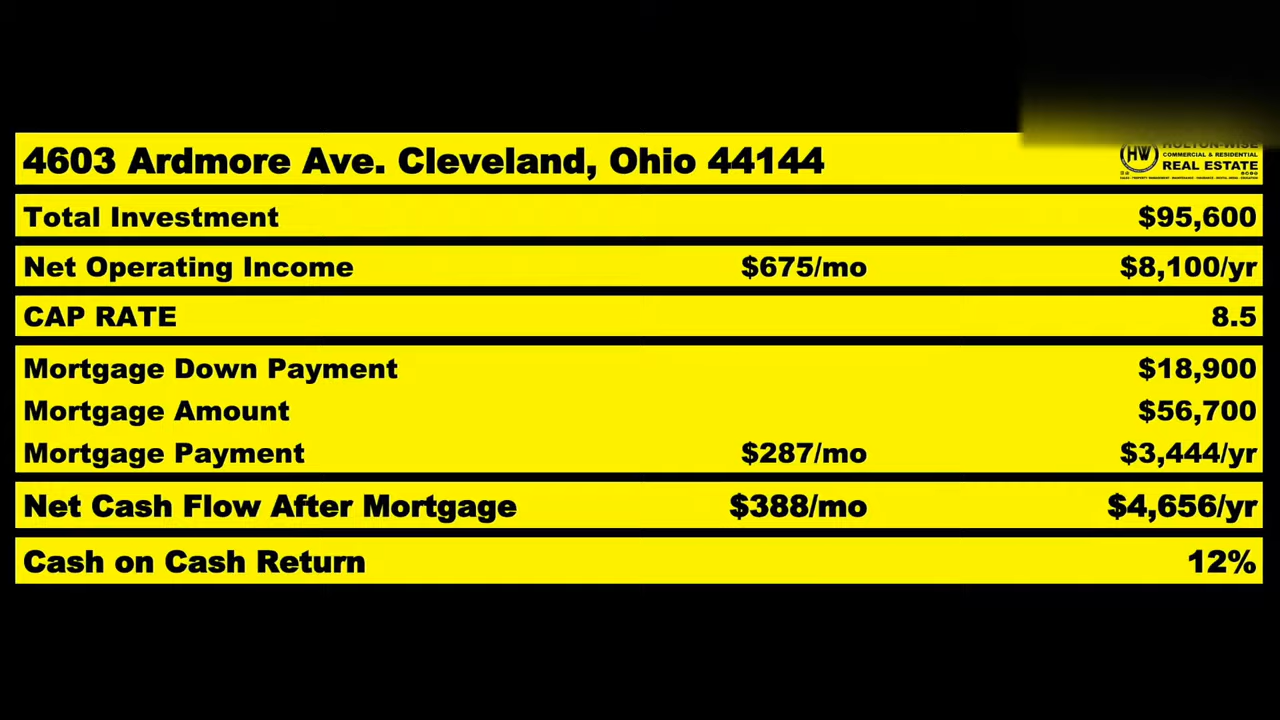 4603 Ardmore Ave. Cleveland, Ohio 44144
HW
HOLTON-WISE
COMMERCIAL & RESIDENTIAL
REAL ESTATE
Total Investment $95,600
Net Operating Income $675/mo $8,100/yr
CAP RATE 8.5
Mortgage Down Payment $18,900
Mortgage Amount $56,700
Mortgage Payment $287/mo $3,444/yr
Net Cash Flow After Mortgage $388/mo $4,656/yr
Cash on Cash Return 12%